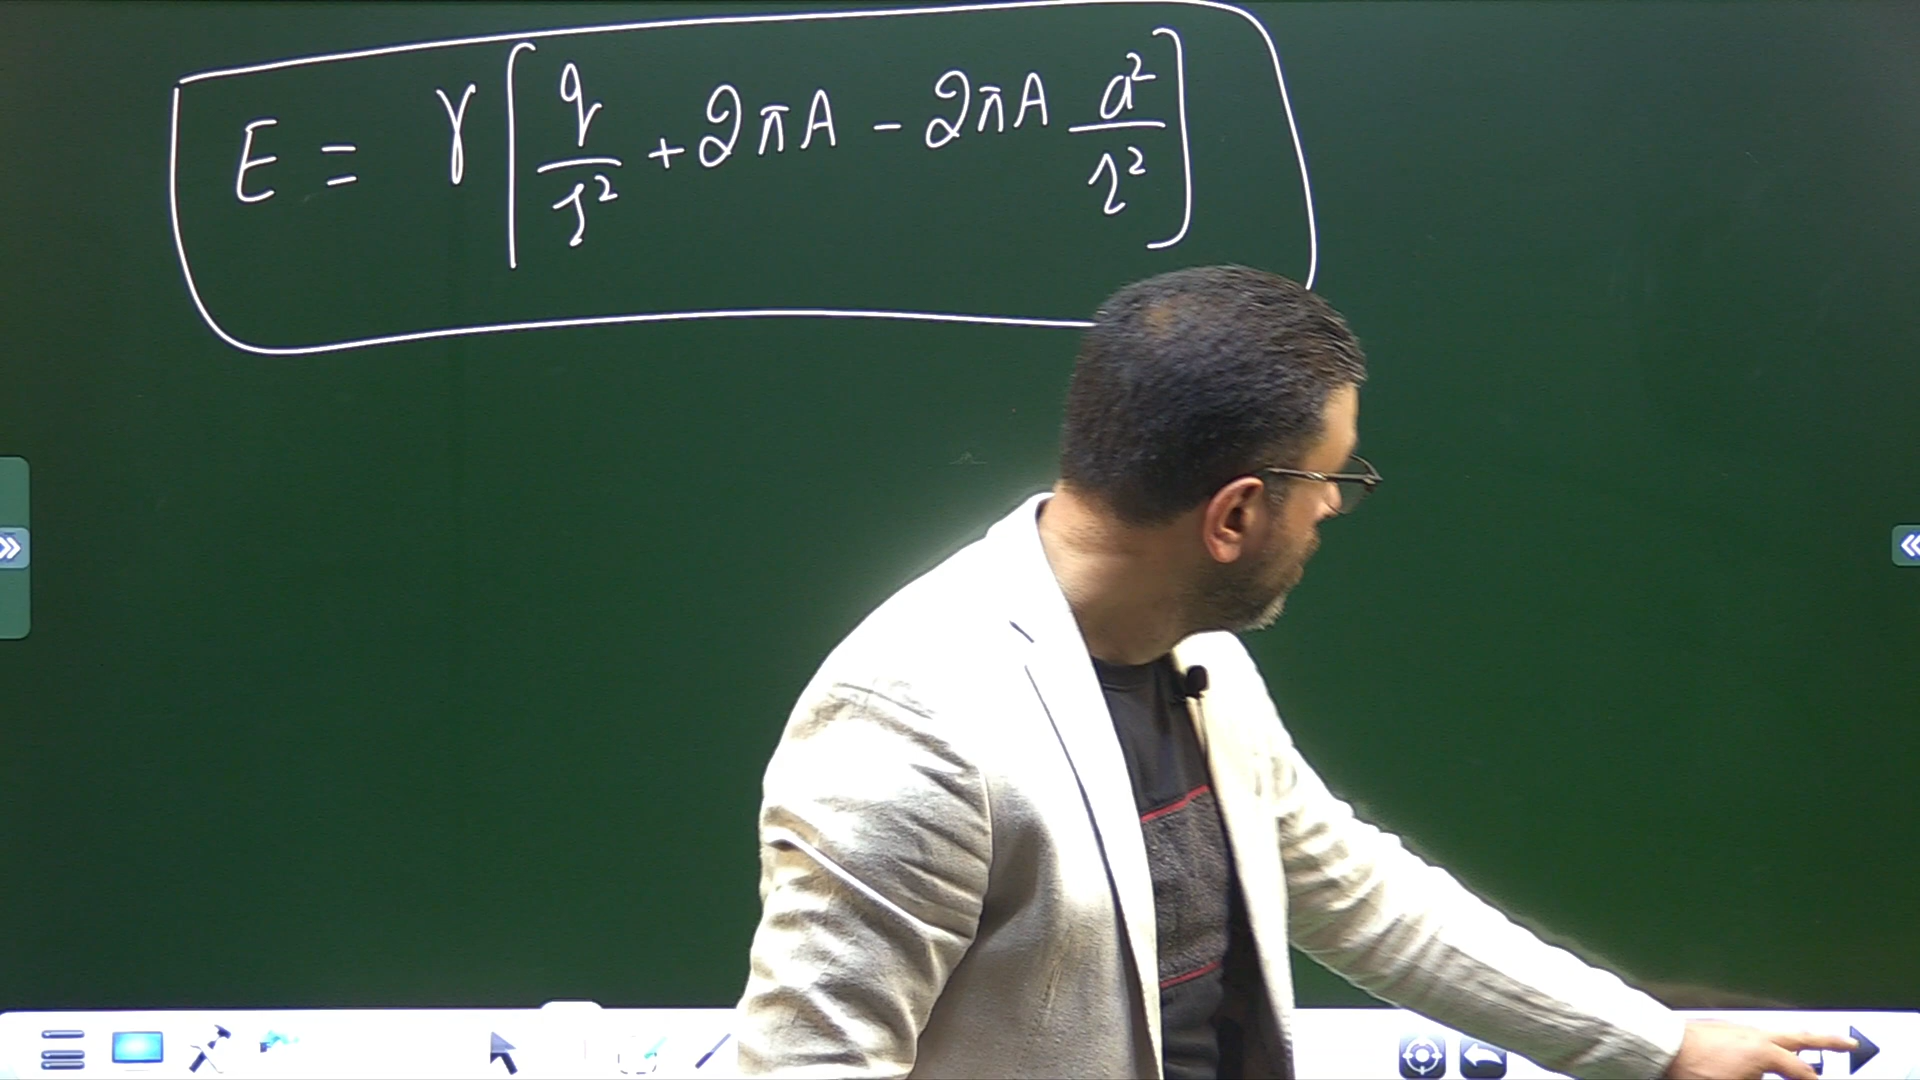 E = γ [ q/r² + 2πA - 2πA a²/r² ]